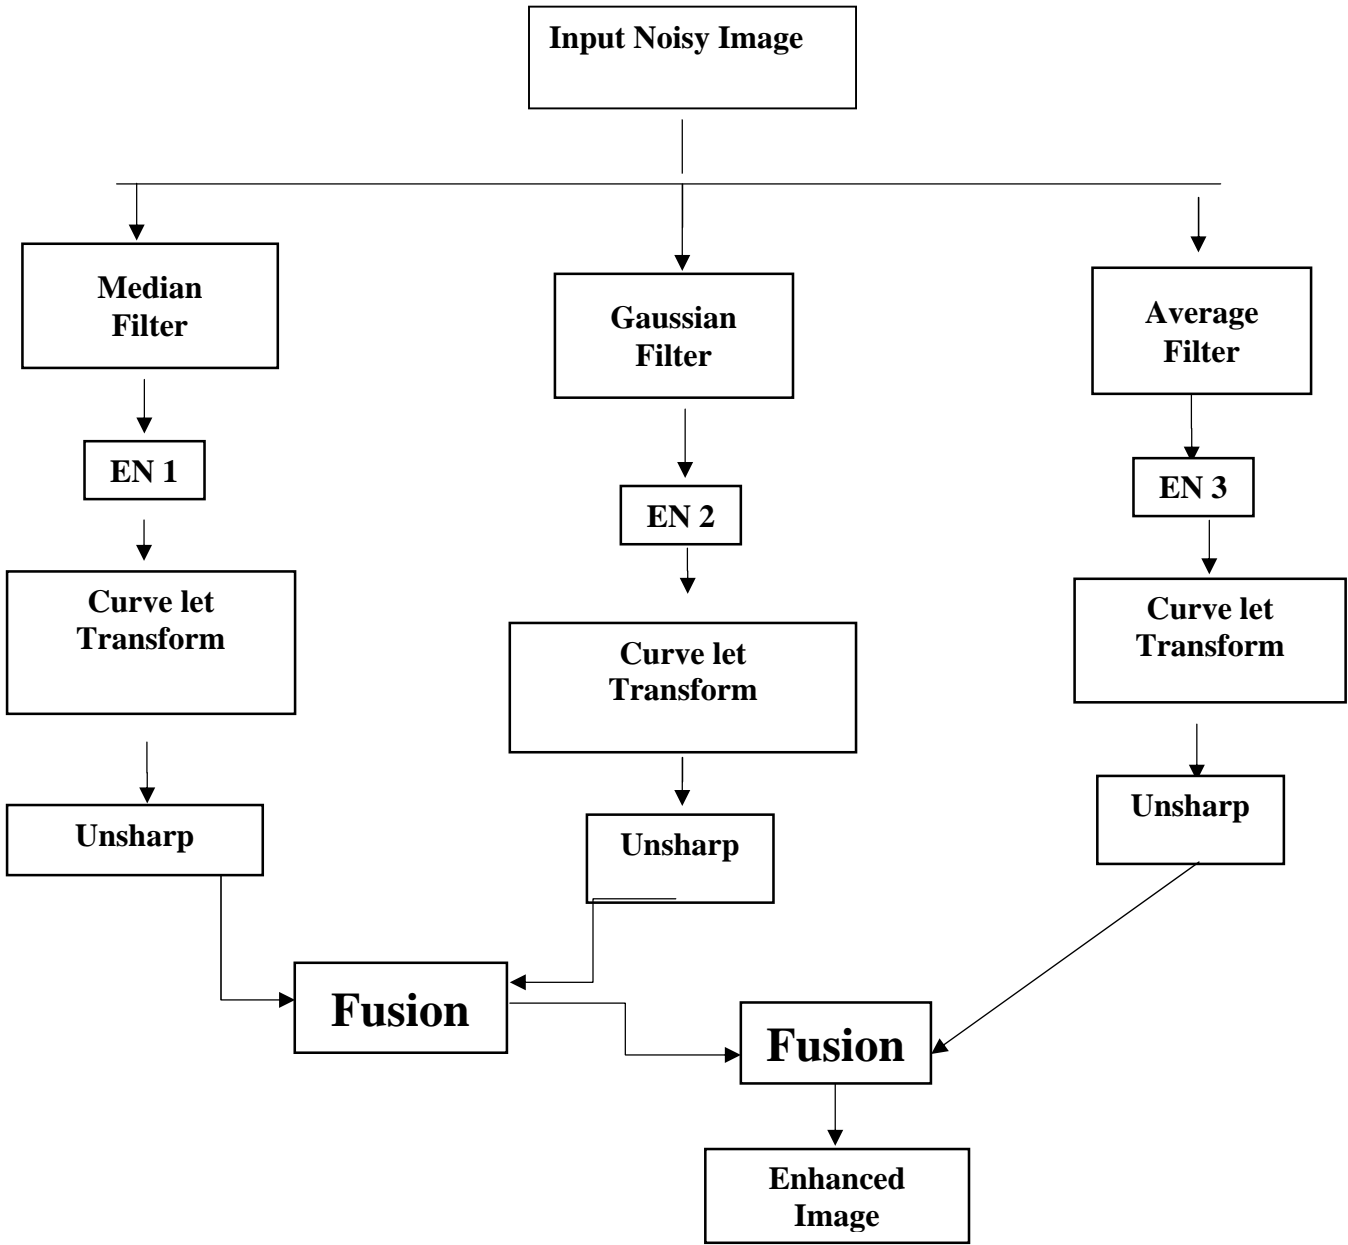 Input Noisy Image
Median
Filter
Gaussian
Filter
Average
Filter
EN 1
EN 2
EN 3
Curve let
Transform
Curve let
Transform
Curve let
Transform
Unsharp
Unsharp
Unsharp
Fusion
Fusion
Enhanced
Image